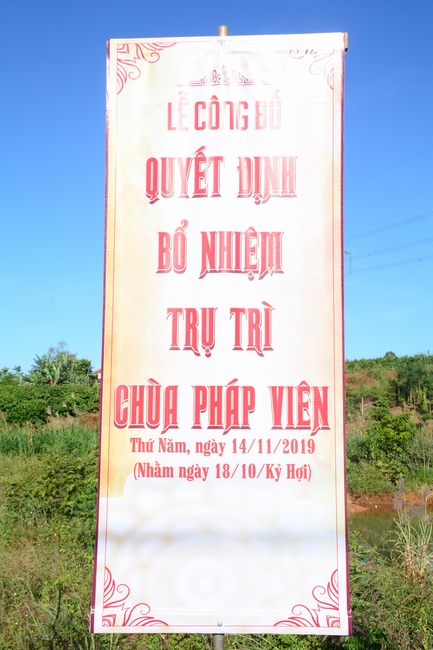 LỄ CÔNG BỐ
QUYẾT ĐỊNH
BỔ NHIỆM
TRỤ TRÌ
CHÙA PHÁP VIÊN
Thứ Năm, ngày 14/11/2019
(Nhằm ngày 18/10/Kỷ Hợi)